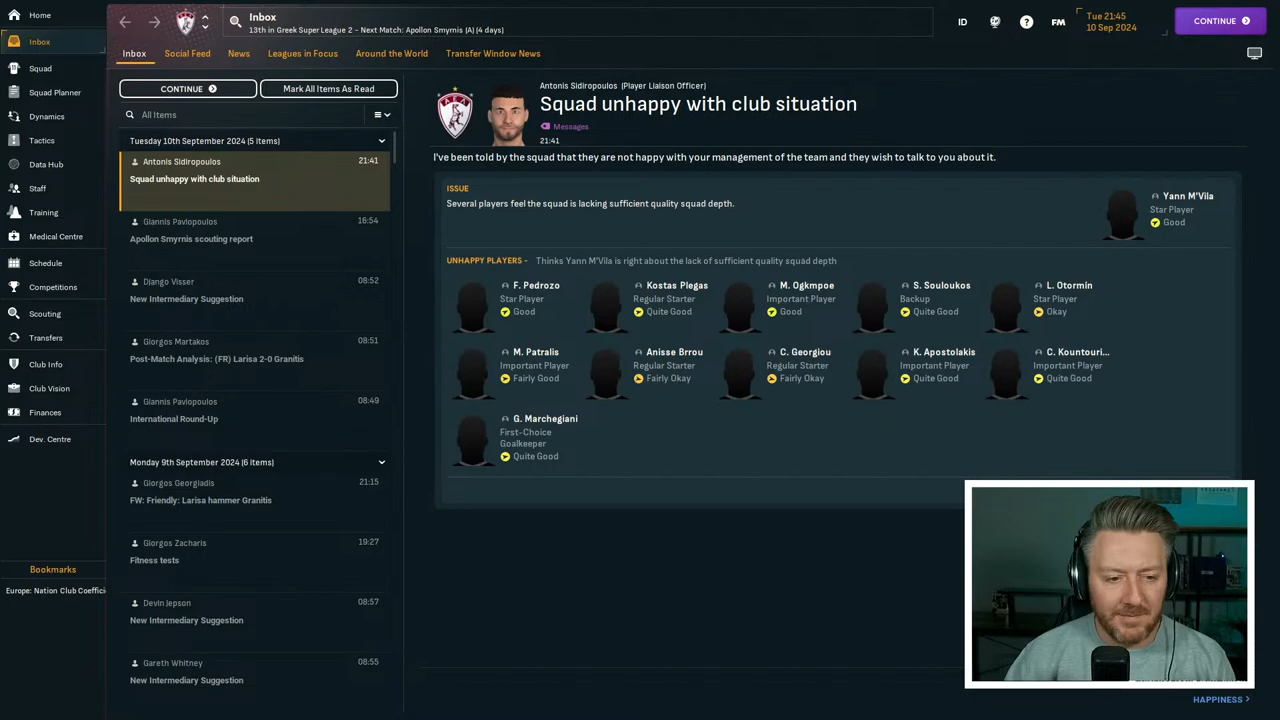 Home
Inbox
Squad
Squad Planner
Dynamics
Tactics
Data Hub
Staff
Training
Medical Centre
Schedule
Competitions
Scouting
Transfers
Club Info
Club Vision
Finances
Dev. Centre
Bookmarks
Europe: Nation Club Coeffici
Inbox
13th in Greek Super League 2 - Next Match: Apollon Smyrnis (A) (4 days)
ID
?
FM
Tue 21:45
10 Sep 2024
CONTINUE
Inbox
Social Feed
News
Leagues in Focus
Around the World
Transfer Window News
CONTINUE
Mark All Items As Read
All Items
Tuesday 10th September 2024 (5 items)
Antonis Sidiropoulos 21:41
Squad unhappy with club situation
Giannis Pavlopoulos 16:54
Apollon Smyrnis scouting report
Django Visser 08:52
New Intermediary Suggestion
Giorgos Martakos 08:51
Post-Match Analysis: (FR) Larisa 2-0 Granitis
Giannis Pavlopoulos 08:49
International Round-Up
Monday 9th September 2024 (6 items)
Giorgos Georgiadis 21:15
FW: Friendly: Larisa hammer Granitis
Giorgos Zacharis 19:27
Fitness tests
Devin Jepson 08:57
New Intermediary Suggestion
Gareth Whitney 08:55
New Intermediary Suggestion
Antonis Sidiropoulos (Player Liaison Officer)
Squad unhappy with club situation
Messages
21:41
I've been told by the squad that they are not happy with your management of the team and they wish to talk to you about it.
ISSUE
Several players feel the squad is lacking sufficient quality squad depth.
Yann M'Vila
Star Player
Good
UNHAPPY PLAYERS - Thinks Yann M'Vila is right about the lack of sufficient quality squad depth
F. Pedrozo
Star Player
Good
Kostas Plegas
Regular Starter
Quite Good
M. Ogkmpoe
Important Player
Good
S. Souloukos
Backup
Quite Good
L. Otormín
Star Player
Okay
M. Patralis
Important Player
Fairly Good
Anisse Brrou
Regular Starter
Fairly Okay
C. Georgiou
Regular Starter
Fairly Okay
K. Apostolakis
Important Player
Quite Good
C. Kountouri...
Important Player
Quite Good
G. Marchegiani
First-Choice
Goalkeeper
Quite Good
HAPPINESS >